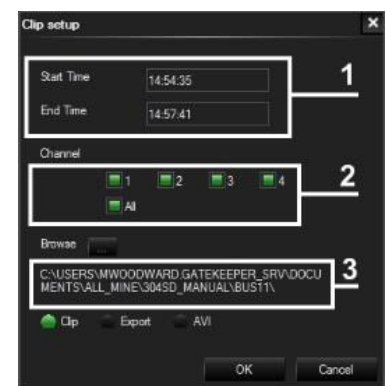 Clip setup
Start Time 14:54:35 1
End Time 14:57:41
Channel
1 2 3 4 2
All
Browse ...
C:\USERS\MWOODWARD.GATEKEEPER_SRV\DOCU 3
MENTS\ALL_MINE\304SD_MANUAL\BUS11\
Clip Export AVI
OK Cancel